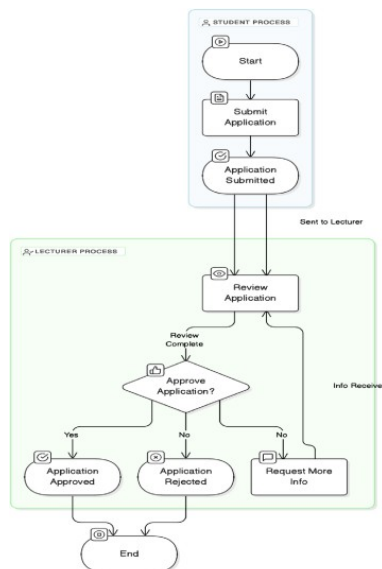 STUDENT PROCESS
Start
Submit
Application
Application
Submitted
Sent to Lecturer
LECTURER PROCESS
Review
Application
Review
Complete
Approve
Application?
Info Receive
Yes
No
No
Application
Approved
Application
Rejected
Request More
Info
End